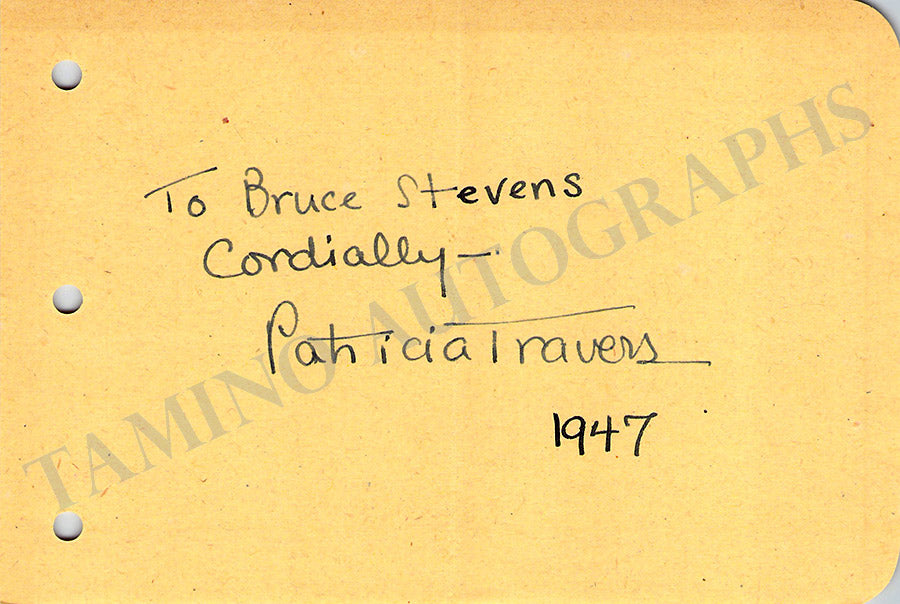 To Bruce Stevens
Cordially—
Patricia Travers
1947
TAMINO AUTOGRAPHS